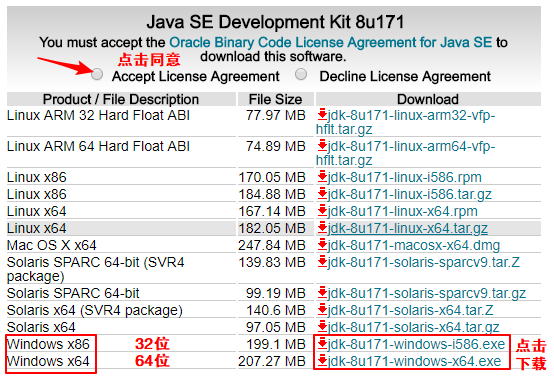 Java SE Development Kit 8u171
You must accept the Oracle Binary Code License Agreement for Java SE to
download this software.
点击同意
Accept License Agreement Decline License Agreement
Product / File Description File Size Download
Linux ARM 32 Hard Float ABI 77.97 MB jdk-8u171-linux-arm32-vfp-
hflt.tar.gz
Linux ARM 64 Hard Float ABI 74.89 MB jdk-8u171-linux-arm64-vfp-
hflt.tar.gz
Linux x86 170.05 MB jdk-8u171-linux-i586.rpm
Linux x86 184.88 MB jdk-8u171-linux-i586.tar.gz
Linux x64 167.14 MB jdk-8u171-linux-x64.rpm
Linux x64 182.05 MB jdk-8u171-linux-x64.tar.gz
Mac OS X x64 247.84 MB jdk-8u171-macosx-x64.dmg
Solaris SPARC 64-bit (SVR4 139.83 MB jdk-8u171-solaris-sparcv9.tar.Z
package)
Solaris SPARC 64-bit 99.19 MB jdk-8u171-solaris-sparcv9.tar.gz
Solaris x64 (SVR4 package) 140.6 MB jdk-8u171-solaris-x64.tar.Z
Solaris x64 97.05 MB jdk-8u171-solaris-x64.tar.gz
Windows x86 32位 199.1 MB jdk-8u171-windows-i586.exe 点击
Windows x64 64位 207.27 MB jdk-8u171-windows-x64.exe 下载